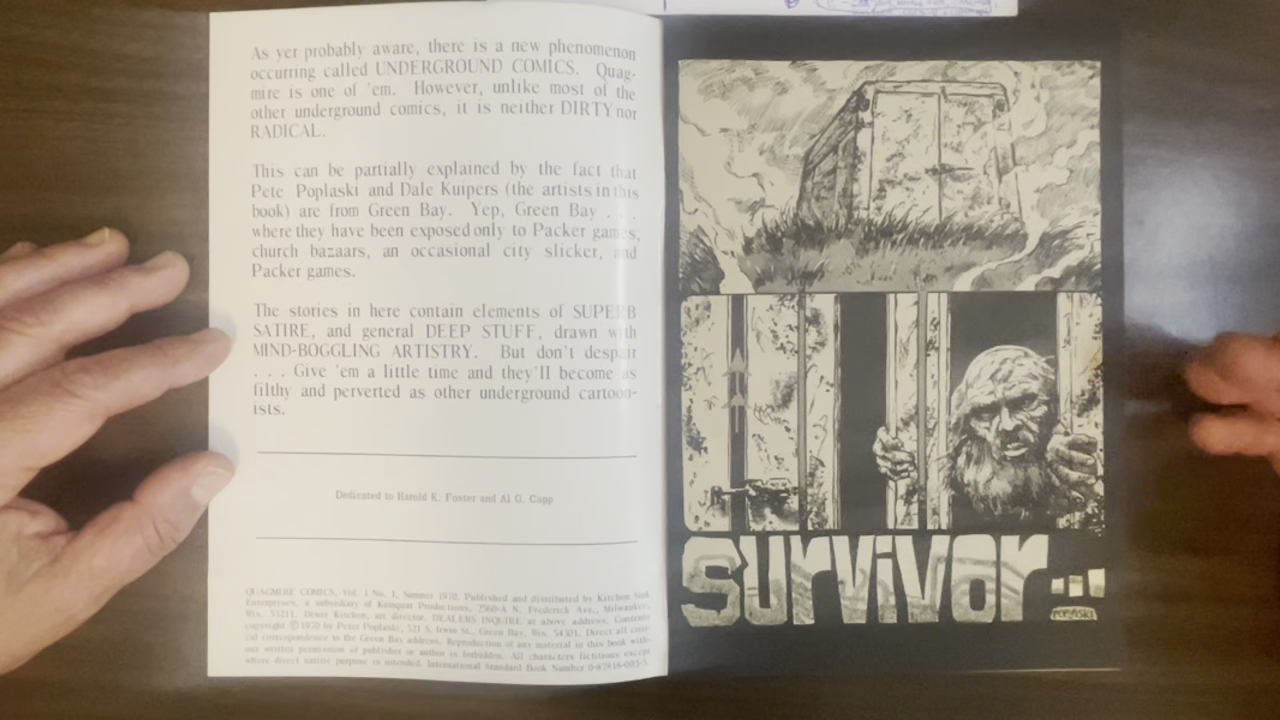 As yer probably aware, there is a new phenomenon
occurring called UNDERGROUND COMICS. Quag-
mire is one of 'em. However, unlike most of the
other underground comics, it is neither DIRTY nor
RADICAL.
This can be partially explained by the fact that
Pete Poplaski and Dale Kuipers (the artists in this
book) are from Green Bay. Yep, Green Bay . . .
where they have been exposed only to Packer games,
church bazaars, an occasional city slicker, and
Packer games.
The stories in here contain elements of SUPERB
SATIRE, and general DEEP STUFF, drawn with
MIND-BOGGLING ARTISTRY. But don't despair
. . . Give 'em a little time and they'll become as
filthy and perverted as other underground cartoon-
ists.
Dedicated to Harold K. Foster and Al G. Capp
QUAGMIRE COMICS, Vol. 1 No. 1, Summer 1970. Published and distributed by Kitchen Sink
Enterprises, a subsidiary of Kumquat Productions, 2560-A N. Frederick Ave., Milwaukee,
Wis. 53211. Denis Kitchen, art director. DEALERS INQUIRE at above address. Contents
copyright ©1970 by Peter Poplaski, 521 S. Irwin St., Green Bay, Wis. 54301. Direct all criti-
cal correspondence to the Green Bay address. Reproduction of any material in this book with-
out written permission of publisher or author is forbidden. All characters fictitious except
where direct satiric purpose is intended. International Standard Book Number 0-87816-003-5.
survivor...
POPLASKI